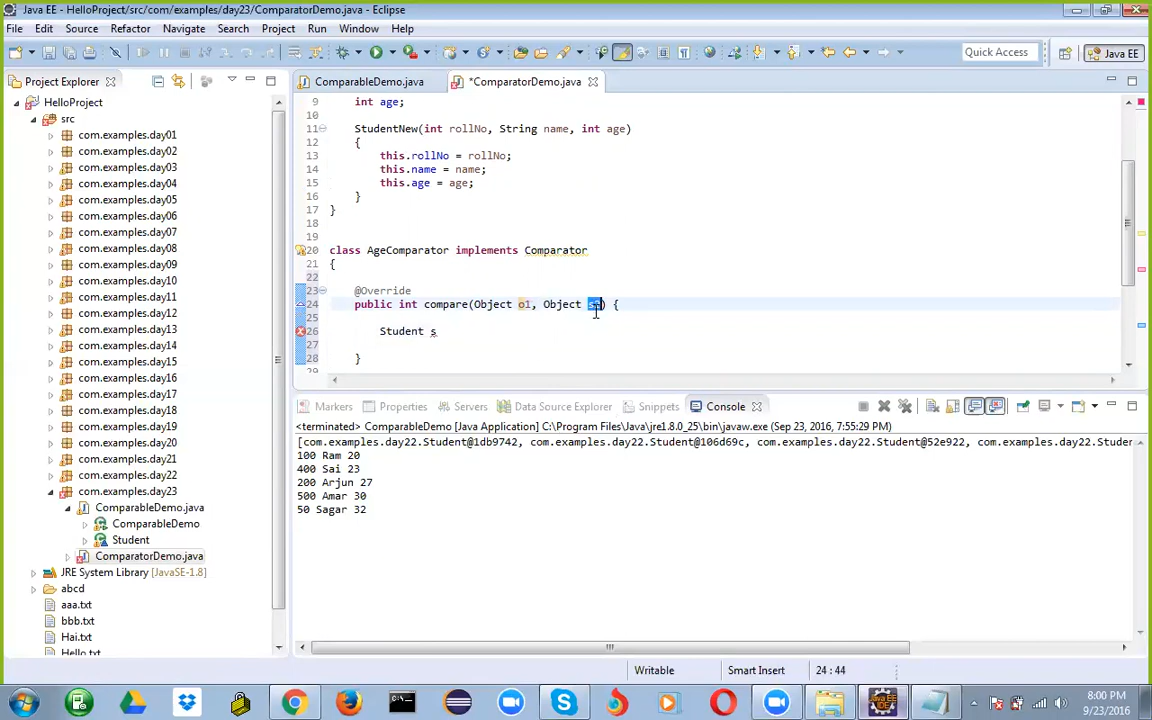 Java EE - HelloProject/src/com/examples/day23/ComparatorDemo.java - Eclipse
File Edit Source Refactor Navigate Search Project Run Window Help
Quick Access
Java EE
Project Explorer
ComparableDemo.java
*ComparatorDemo.java
HelloProject
src
com.examples.day01
com.examples.day02
com.examples.day03
com.examples.day04
com.examples.day05
com.examples.day06
com.examples.day07
com.examples.day08
com.examples.day09
com.examples.day10
com.examples.day11
com.examples.day12
com.examples.day13
com.examples.day14
com.examples.day15
com.examples.day16
com.examples.day17
com.examples.day18
com.examples.day19
com.examples.day20
com.examples.day21
com.examples.day22
com.examples.day23
ComparableDemo.java
ComparableDemo
Student
ComparatorDemo.java
JRE System Library [JavaSE-1.8]
abcd
aaa.txt
bbb.txt
Hai.txt
Hello.txt
9 int age;
10
11 StudentNew(int rollNo, String name, int age)
12 {
13 this.rollNo = rollNo;
14 this.name = name;
15 this.age = age;
16 }
17 }
18
19
20 class AgeComparator implements Comparator
21 {
22
23 @Override
24 public int compare(Object o1, Object ) {
25
26 Student s
27
28 }
29
Markers Properties Servers Data Source Explorer Snippets Console
<terminated> ComparableDemo [Java Application] C:\Program Files\Java\jre1.8.0_25\bin\javaw.exe (Sep 23, 2016, 7:55:29 PM)
[com.examples.day22.Student@1db9742, com.examples.day22.Student@106d69c, com.examples.day22.Student@52e922, com.examples.day22.Stu
100 Ram 20
400 Sai 23
200 Arjun 27
500 Amar 30
50 Sagar 32
Writable
Smart Insert
24 : 44
8:00 PM
9/23/2016